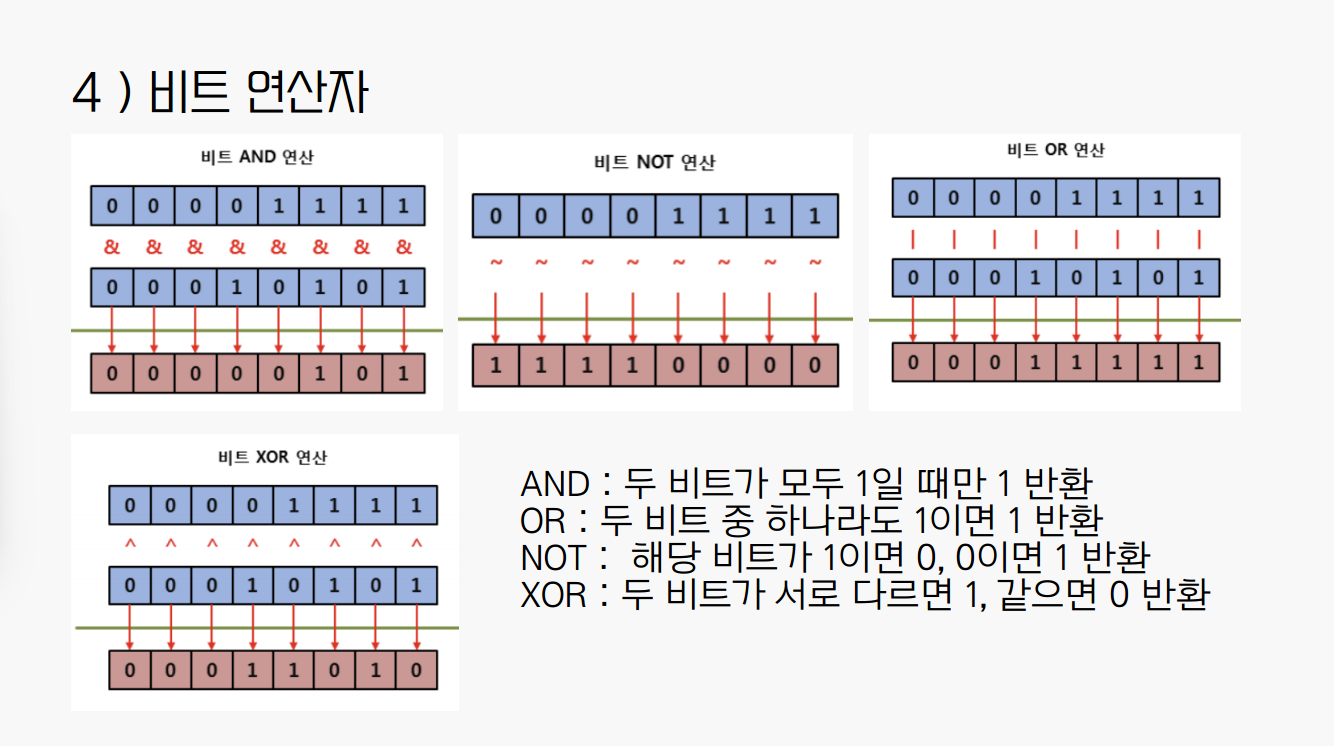 4 ) 비트 연산자
비트 AND 연산
0 0 0 0 1 1 1 1
& & & & & & & &
0 0 0 1 0 1 0 1
0 0 0 0 0 1 0 1
비트 NOT 연산
0 0 0 0 1 1 1 1
~ ~ ~ ~ ~ ~ ~ ~
1 1 1 1 0 0 0 0
비트 OR 연산
0 0 0 0 1 1 1 1
| | | | | | | |
0 0 0 1 0 1 0 1
0 0 0 1 1 1 1 1
비트 XOR 연산
0 0 0 0 1 1 1 1
^ ^ ^ ^ ^ ^ ^ ^
0 0 0 1 0 1 0 1
0 0 0 1 1 0 1 0
AND : 두 비트가 모두 1일 때만 1 반환
OR : 두 비트 중 하나라도 1이면 1 반환
NOT : 해당 비트가 1이면 0, 0이면 1 반환
XOR : 두 비트가 서로 다르면 1, 같으면 0 반환